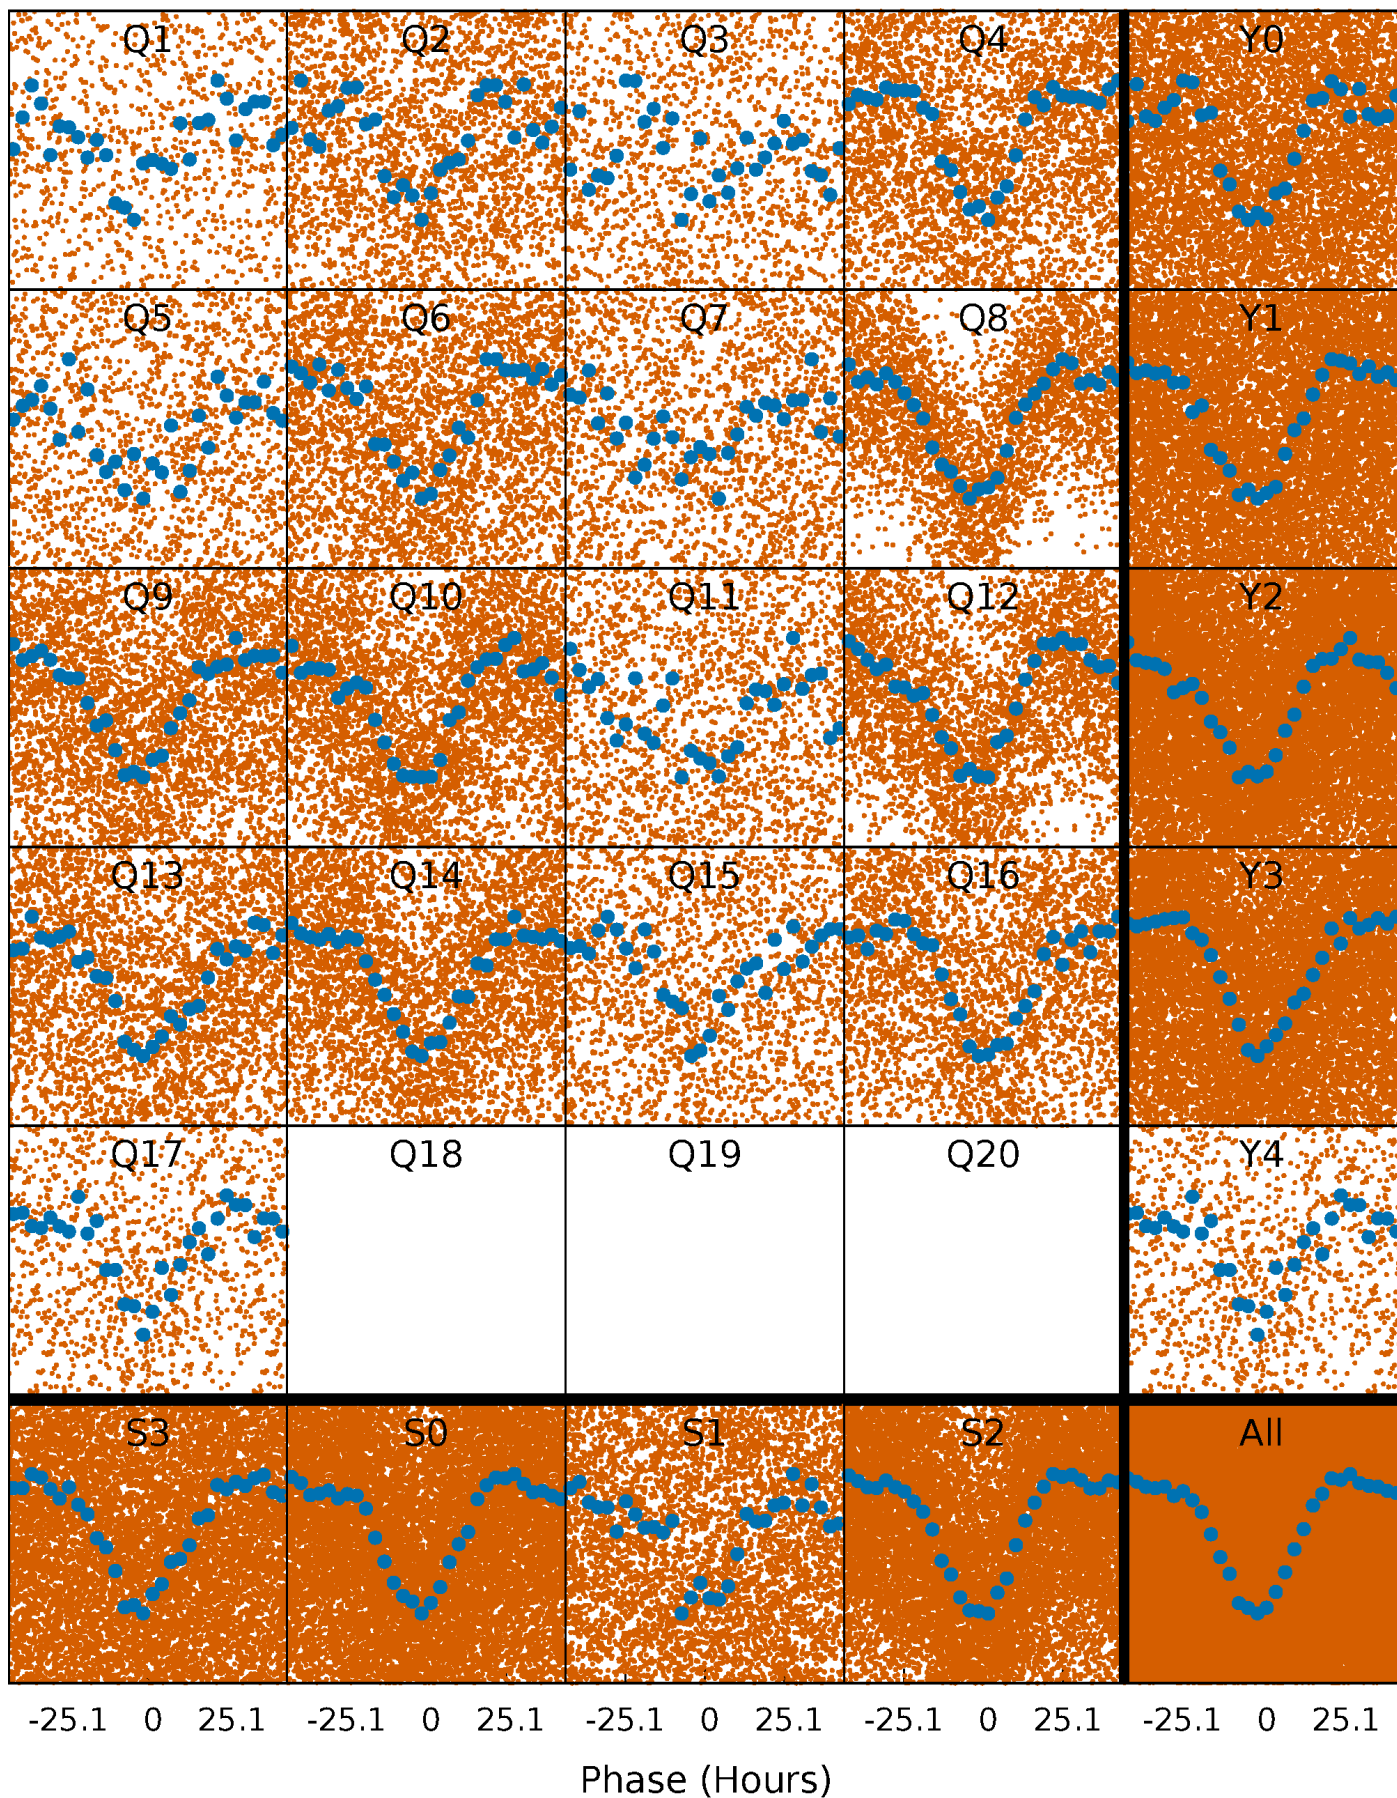 Q1 Q2 Q3 Q4 Y0
Q5 Q6 Q7 Q8 Y1
Q9 Q10 Q11 Q12 Y2
Q13 Q14 Q15 Q16 Y3
Q17 Q18 Q19 Q20 Y4
S3 S0 S1 S2 All
-25.1 0 25.1 -25.1 0 25.1 -25.1 0 25.1 -25.1 0 25.1 -25.1 0 25.1
Phase (Hours)